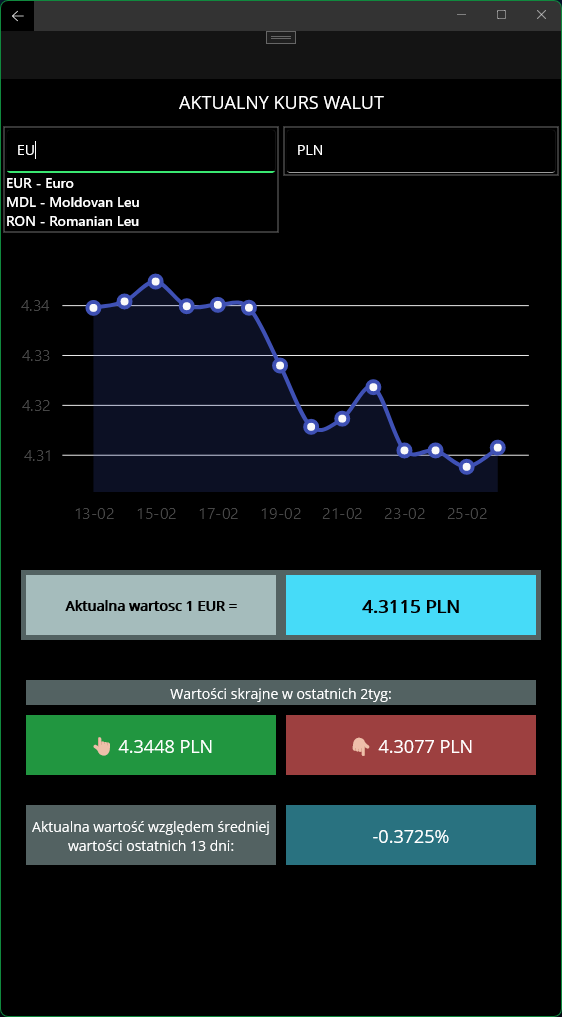 AKTUALNY KURS WALUT
EU
PLN
EUR - Euro
MDL - Moldovan Leu
RON - Romanian Leu
4.34
4.33
4.32
4.31
13-02 15-02 17-02 19-02 21-02 23-02 25-02
Aktualna wartosc 1 EUR =
4.3115 PLN
Wartości skrajne w ostatnich 2tyg:
👆 4.3448 PLN
👇 4.3077 PLN
Aktualna wartość względem średniej
wartości ostatnich 13 dni:
-0.3725%